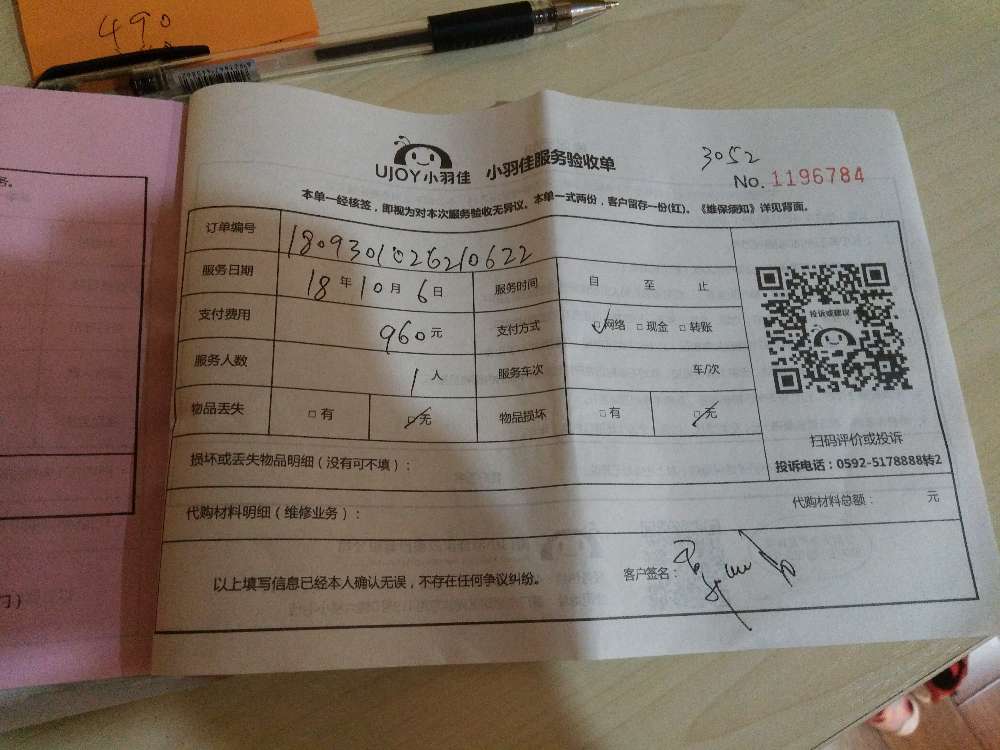 490
务。
UJOY小羽佳 小羽佳服务验收单
3052
No. 1196784
本单一经核签，即视为对本次服务验收无异议。本单一式两份，客户留存一份(红)。《维保须知》详见背面。
订单编号 180930102621 0622
服务日期 18 年 10 月 6 日 服务时间 自 至 止
支付费用 960 元 支付方式 ☑网络 □现金 □转账
服务人数 1 人 服务车次 车/次
物品丢失 □有 ☑无 物品损坏 □有 ☑无
投诉或建议
扫码评价或投诉
投诉电话：0592-5178888转2
损坏或丢失物品明细（没有可不填）：
代购材料明细（维修业务）： 代购材料总额： 元
以上填写信息已经本人确认无误，不存在任何争议纠纷。 客户签名：